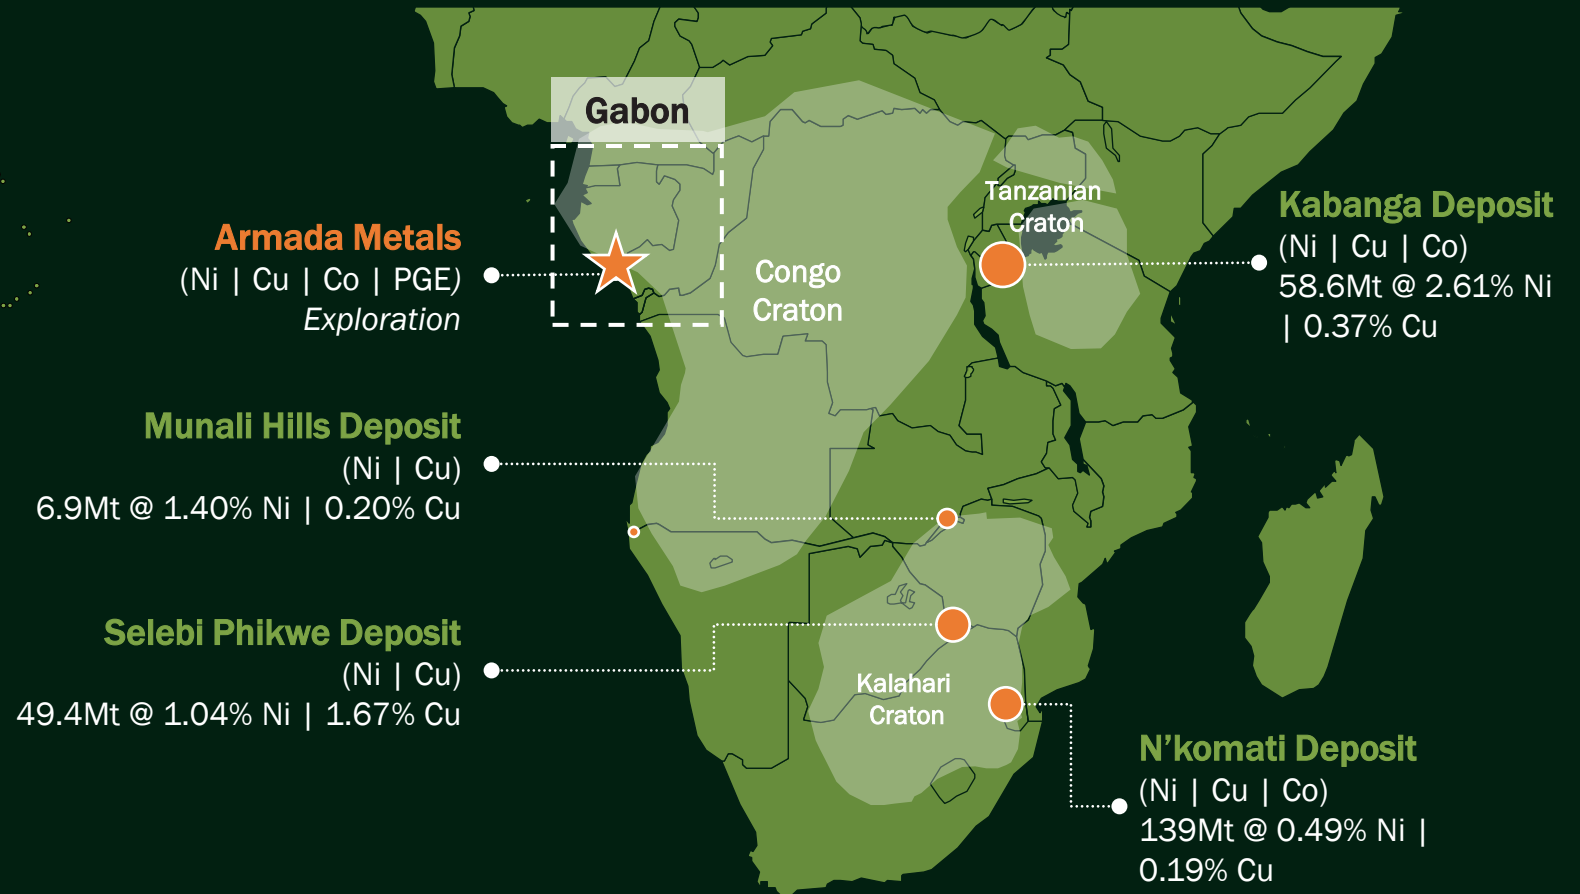 Gabon
Armada Metals
(Ni | Cu | Co | PGE)
Exploration
Munali Hills Deposit
(Ni | Cu)
6.9Mt @ 1.40% Ni | 0.20% Cu
Selebi Phikwe Deposit
(Ni | Cu)
49.4Mt @ 1.04% Ni | 1.67% Cu
Congo
Craton
Tanzanian
Craton
Kalahari
Craton
Kabanga Deposit
(Ni | Cu | Co)
58.6Mt @ 2.61% Ni
| 0.37% Cu
N’komati Deposit
(Ni | Cu | Co)
139Mt @ 0.49% Ni |
0.19% Cu